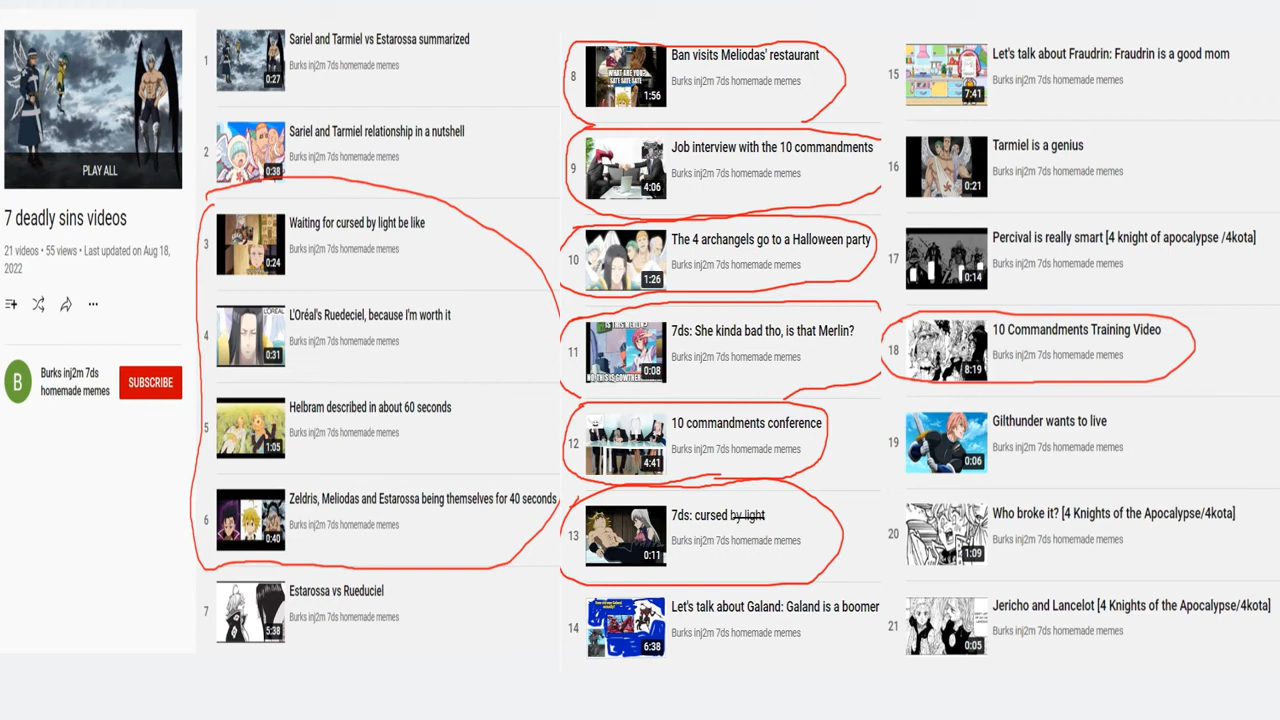 PLAY ALL
7 deadly sins videos
21 videos • 55 views • Last updated on Aug 18,
2022
B
Burks inj2m 7ds
homemade memes
SUBSCRIBE
1
0:27
Sariel and Tarmiel vs Estarossa summarized
Burks inj2m 7ds homemade memes
2
0:38
Sariel and Tarmiel relationship in a nutshell
Burks inj2m 7ds homemade memes
3
0:24
Waiting for cursed by light be like
Burks inj2m 7ds homemade memes
4
L'ORÉAL
0:31
L'Oréal's Ruedeciel, because I'm worth it
Burks inj2m 7ds homemade memes
5
1:05
Helbram described in about 60 seconds
Burks inj2m 7ds homemade memes
6
0:40
Zeldris, Meliodas and Estarossa being themselves for 40 seconds
Burks inj2m 7ds homemade memes
7
5:38
Estarossa vs Rueduciel
Burks inj2m 7ds homemade memes
8
WHAT ARE YOU
SATE SATE SATE
1:56
Ban visits Meliodas' restaurant
Burks inj2m 7ds homemade memes
9
4:06
Job interview with the 10 commandments
Burks inj2m 7ds homemade memes
10
1:26
The 4 archangels go to a Halloween party
Burks inj2m 7ds homemade memes
11
IS THIS MERLIN?
0:08
7ds: She kinda bad tho, is that Merlin?
Burks inj2m 7ds homemade memes
12
4:41
10 commandments conference
Burks inj2m 7ds homemade memes
13
0:11
7ds: cursed by light
Burks inj2m 7ds homemade memes
14
6:38
Let's talk about Galand: Galand is a boomer
Burks inj2m 7ds homemade memes
15
7:41
Let's talk about Fraudrin: Fraudrin is a good mom
Burks inj2m 7ds homemade memes
16
0:21
Tarmiel is a genius
Burks inj2m 7ds homemade memes
17
0:14
Percival is really smart [4 knight of apocalypse /4kota]
Burks inj2m 7ds homemade memes
18
8:19
10 Commandments Training Video
Burks inj2m 7ds homemade memes
19
0:06
Gilthunder wants to live
Burks inj2m 7ds homemade memes
20
1:09
Who broke it? [4 Knights of the Apocalypse/4kota]
Burks inj2m 7ds homemade memes
21
0:05
Jericho and Lancelot [4 Knights of the Apocalypse/4kota]
Burks inj2m 7ds homemade memes